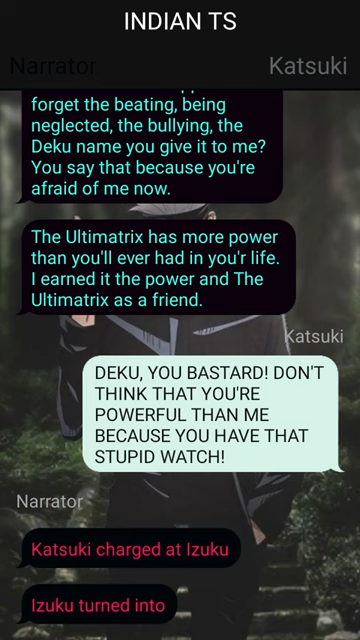 INDIAN TS
Narrator
Katsuki
forget the beating, being
neglected, the bullying, the
Deku name you give it to me?
You say that because you're
afraid of me now.
The Ultimatrix has more power
than you'll ever had in you'r life.
I earned it the power and The
Ultimatrix as a friend.
Katsuki
DEKU, YOU BASTARD! DON'T
THINK THAT YOU'RE
POWERFUL THAN ME
BECAUSE YOU HAVE THAT
STUPID WATCH!
Narrator
Katsuki charged at Izuku
Izuku turned into